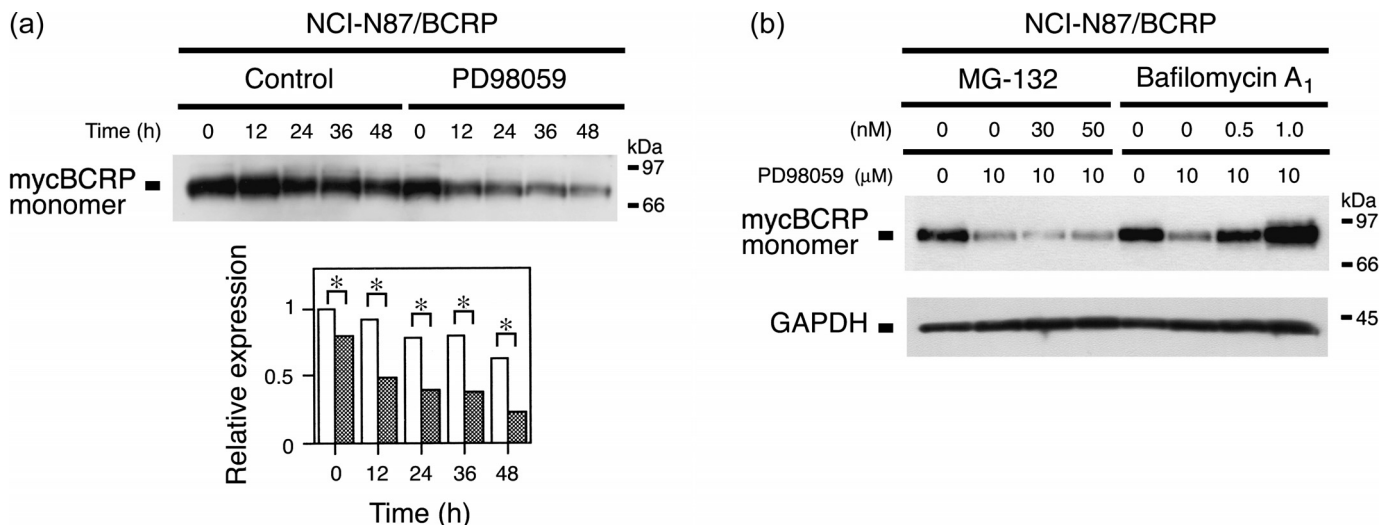 (a)
NCI-N87/BCRP
Control PD98059
Time (h) 0 12 24 36 48 0 12 24 36 48
kDa
97
mycBCRP
monomer
66
Relative expression
1
0.5
0
* * * * *
0 12 24 36 48
Time (h)
(b)
NCI-N87/BCRP
MG-132 Bafilomycin A1
(nM) 0 0 30 50 0 0 0.5 1.0
PD98059 (μM) 0 10 10 10 0 10 10 10
kDa
97
mycBCRP
monomer
66
GAPDH
45